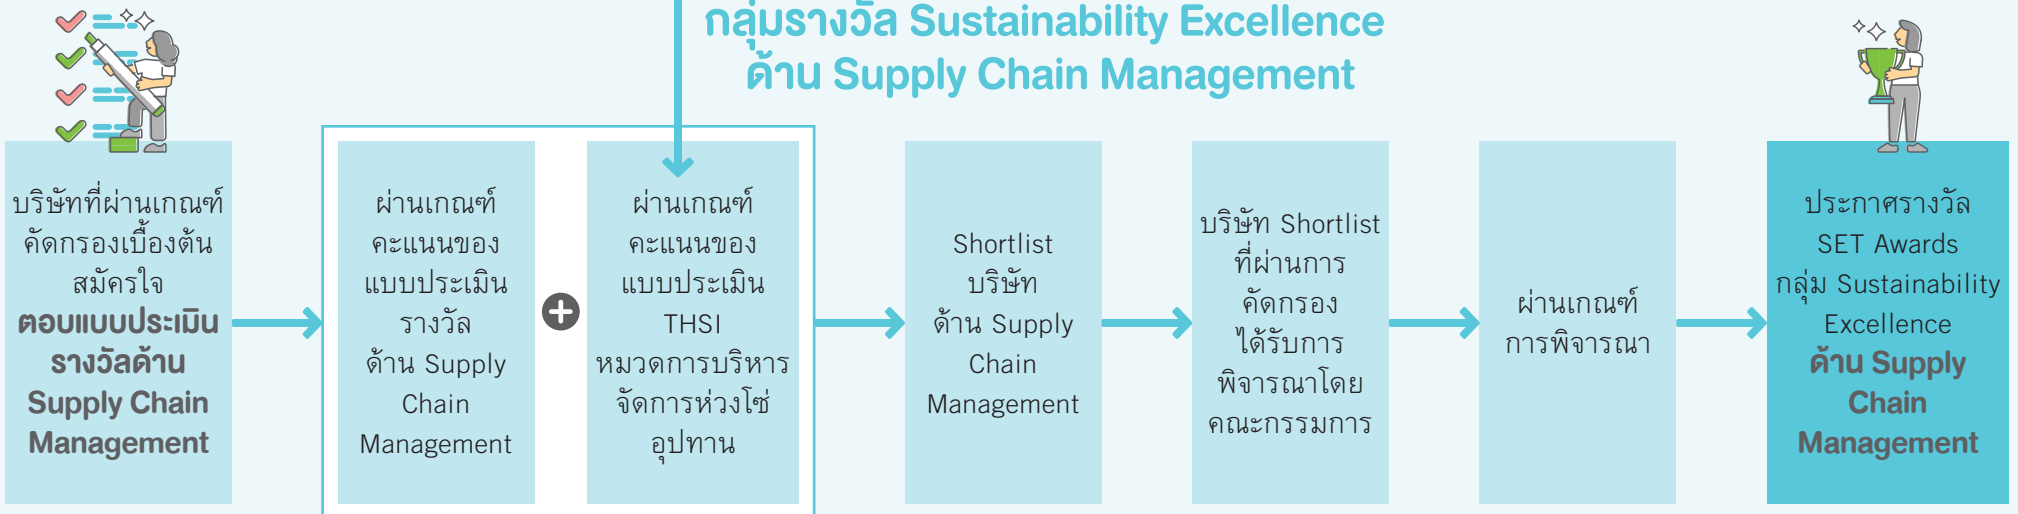 กลุ่มรางวัล Sustainability Excellence
ด้าน Supply Chain Management
บริษัทที่ผ่านเกณฑ์
คัดกรองเบื้องต้น
สมัครใจ
ตอบแบบประเมิน
รางวัลด้าน
Supply Chain
Management
ผ่านเกณฑ์
คะแนนของ
แบบประเมิน
รางวัล
ด้าน Supply
Chain
Management
+
ผ่านเกณฑ์
คะแนนของ
แบบประเมิน
THSI
หมวดการบริหาร
จัดการห่วงโซ่
อุปทาน
Shortlist
บริษัท
ด้าน Supply
Chain
Management
บริษัท Shortlist
ที่ผ่านการ
คัดกรอง
ได้รับการ
พิจารณาโดย
คณะกรรมการ
ผ่านเกณฑ์
การพิจารณา
ประกาศรางวัล
SET Awards
กลุ่ม Sustainability
Excellence
ด้าน Supply
Chain
Management